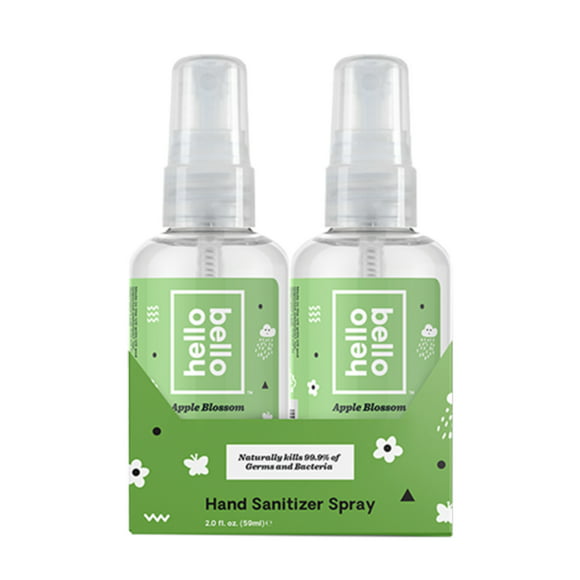 hello
bello
Apple Blossom
hello
bello
™
Apple Blossom
Naturally kills 99.9% of
Germs and Bacteria
Hand Sanitizer Spray
2.0 fl. oz. (59ml)